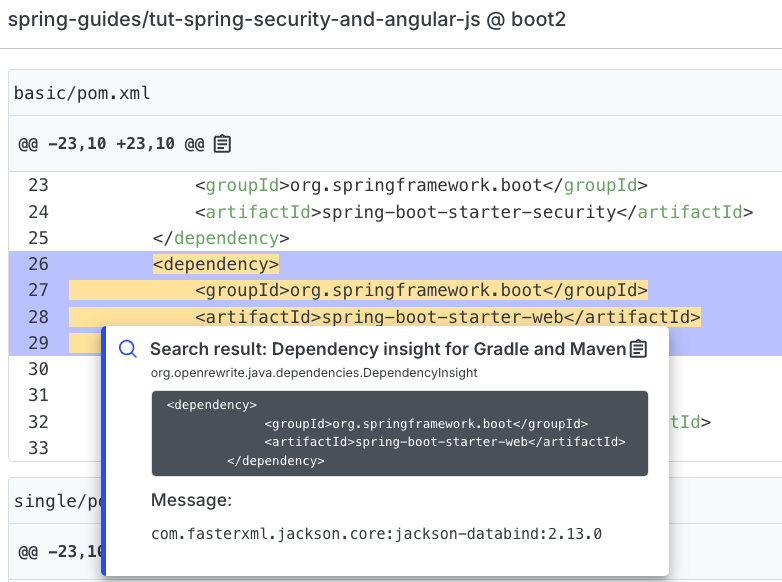 spring-guides/tut-spring-security-and-angular-js @ boot2
basic/pom.xml
@@ -23,10 +23,10 @@
23 <groupId>org.springframework.boot</groupId>
24 <artifactId>spring-boot-starter-security</artifactId>
25 </dependency>
26 <dependency>
27 <groupId>org.springframework.boot</groupId>
28 <artifactId>spring-boot-starter-web</artifactId>
29
30
31
32 tId>
33
Search result: Dependency insight for Gradle and Maven
org.openrewrite.java.dependencies.DependencyInsight
<dependency>
<groupId>org.springframework.boot</groupId>
<artifactId>spring-boot-starter-web</artifactId>
</dependency>
Message:
com.fasterxml.jackson.core:jackson-databind:2.13.0
single/po
@@ -23,10